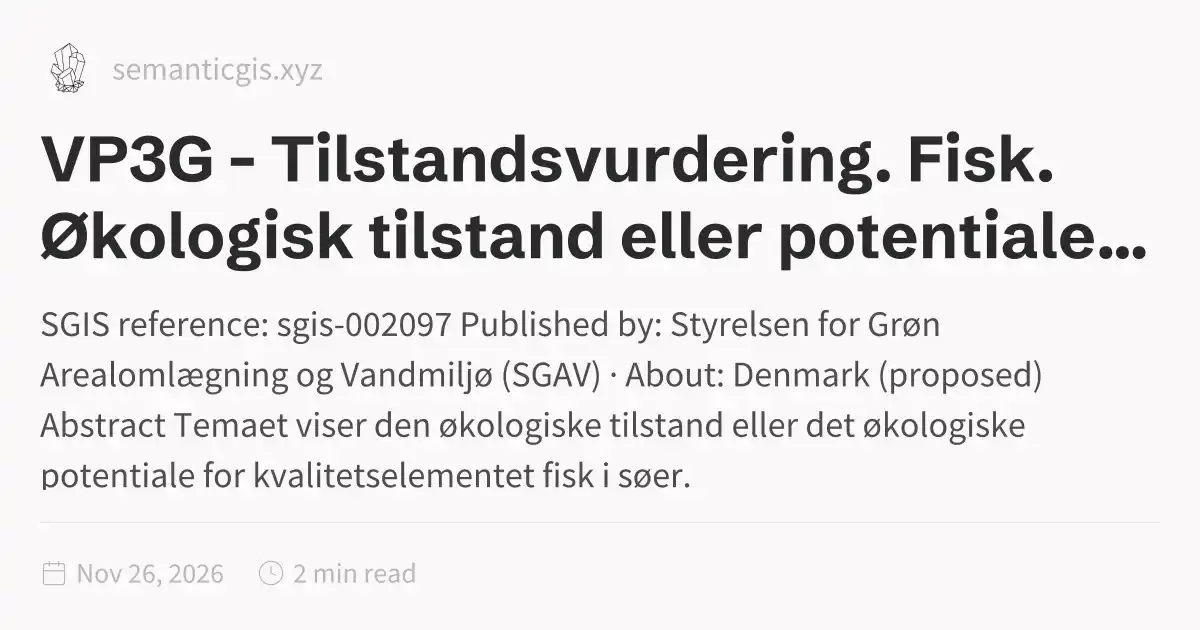 semanticgis.xyz
VP3G - Tilstandsvurdering. Fisk.
Økologisk tilstand eller potentiale...
SGIS reference: sgis-002097 Published by: Styrelsen for Grøn
Arealomlægning og Vandmiljø (SGAV) · About: Denmark (proposed)
Abstract Temaet viser den økologiske tilstand eller det økologiske
potentiale for kvalitetselementet fisk i søer.
Nov 26, 2026 2 min read